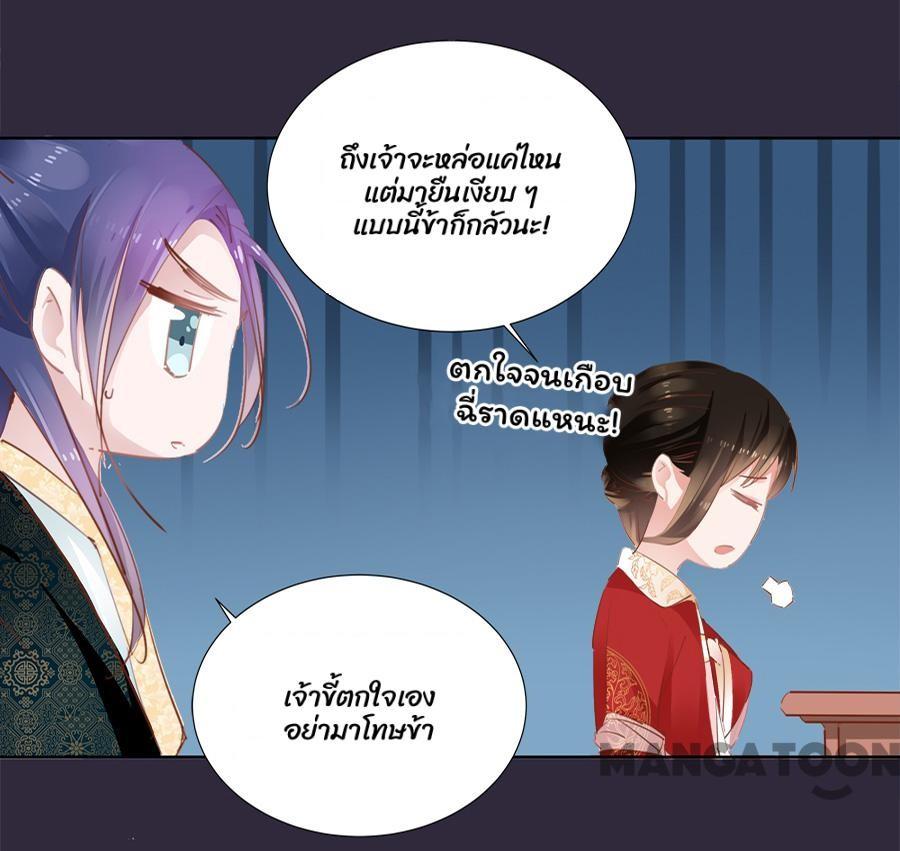 ถึงเจ้าจะหล่อแค่ไหน
แต่มายืนเงียบ ๆ
แบบนี้ข้าก็กลัวนะ!
ตกใจจนเกือบ
ฉี่ราดแหนะ!
เจ้าขี้ตกใจเอง
อย่ามาโทษข้า
MANGATOON